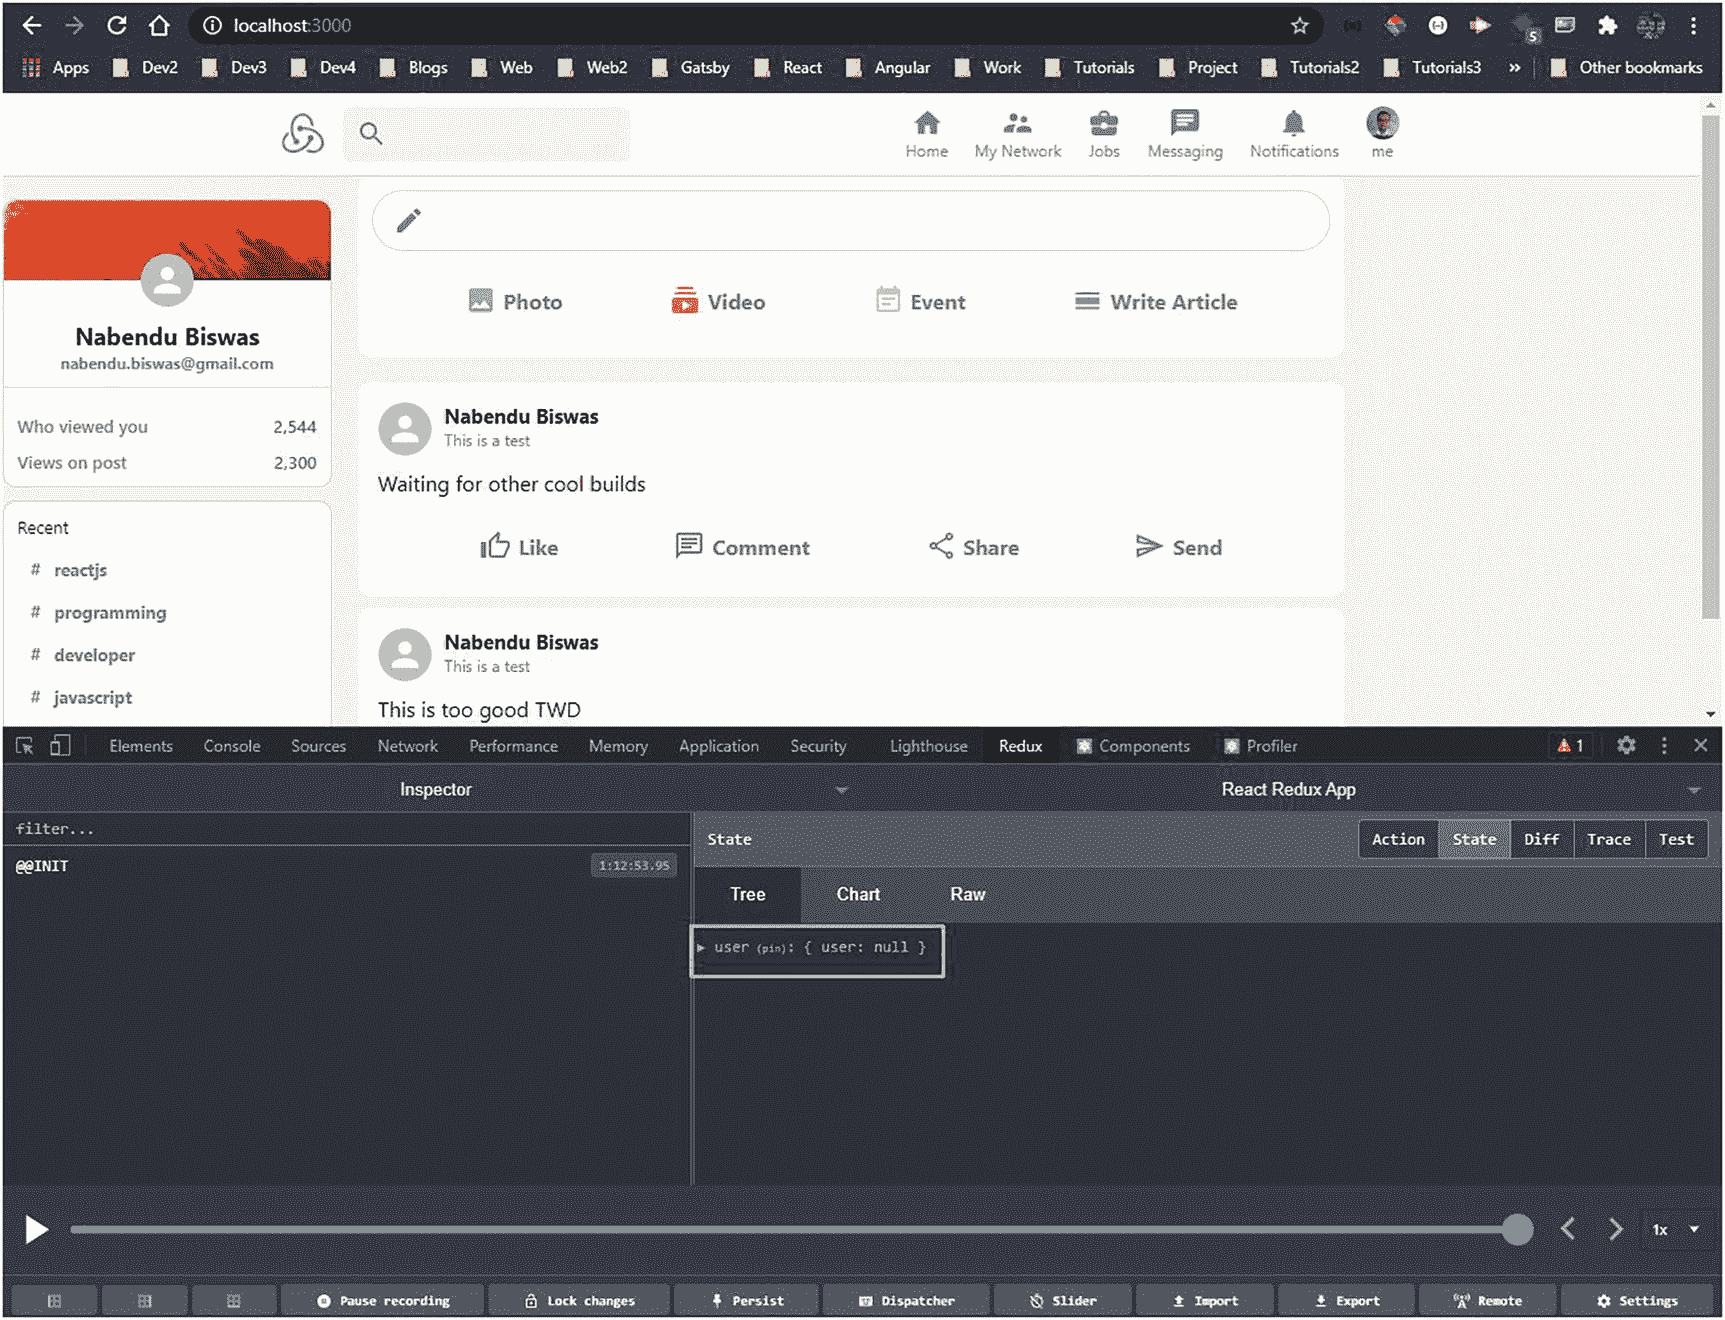 localhost:3000
5
Apps Dev2 Dev3 Dev4 Blogs Web Web2 Gatsby React Angular Work Tutorials Project Tutorials2 Tutorials3 » Other bookmarks
Home My Network Jobs Messaging Notifications me
Photo Video Event Write Article
Nabendu Biswas
nabendu.biswas@gmail.com
Who viewed you 2,544
Views on post 2,300
Recent
# reactjs
# programming
# developer
# javascript
Nabendu Biswas
This is a test
Waiting for other cool builds
Like Comment Share Send
Nabendu Biswas
This is a test
This is too good TWD
Elements Console Sources Network Performance Memory Application Security Lighthouse Redux Components Profiler 1
Inspector React Redux App
filter...
@@INIT 1:12:53.95
State Action State Diff Trace Test
Tree Chart Raw
user (pin): { user: null }
1x
Pause recording Lock changes Persist Dispatcher Slider Import Export Remote Settings